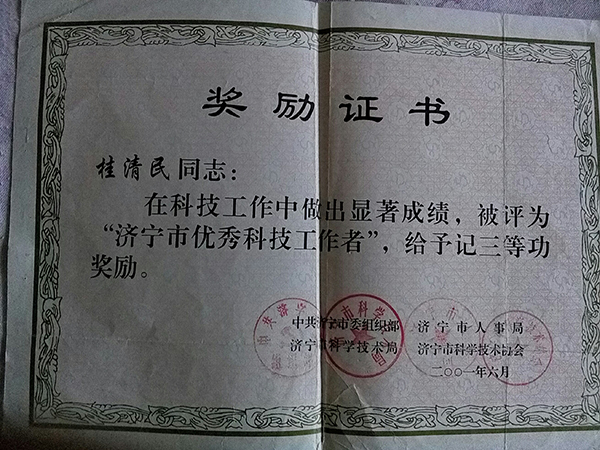 奖励证书
桂清民同志：
在科技工作中做出显著成绩，被评为
“济宁市优秀科技工作者”，给予记三等功
奖励。
中共济宁市委组织部 济宁市人事局
济宁市科学技术局 济宁市科学技术协会
二〇〇一年六月